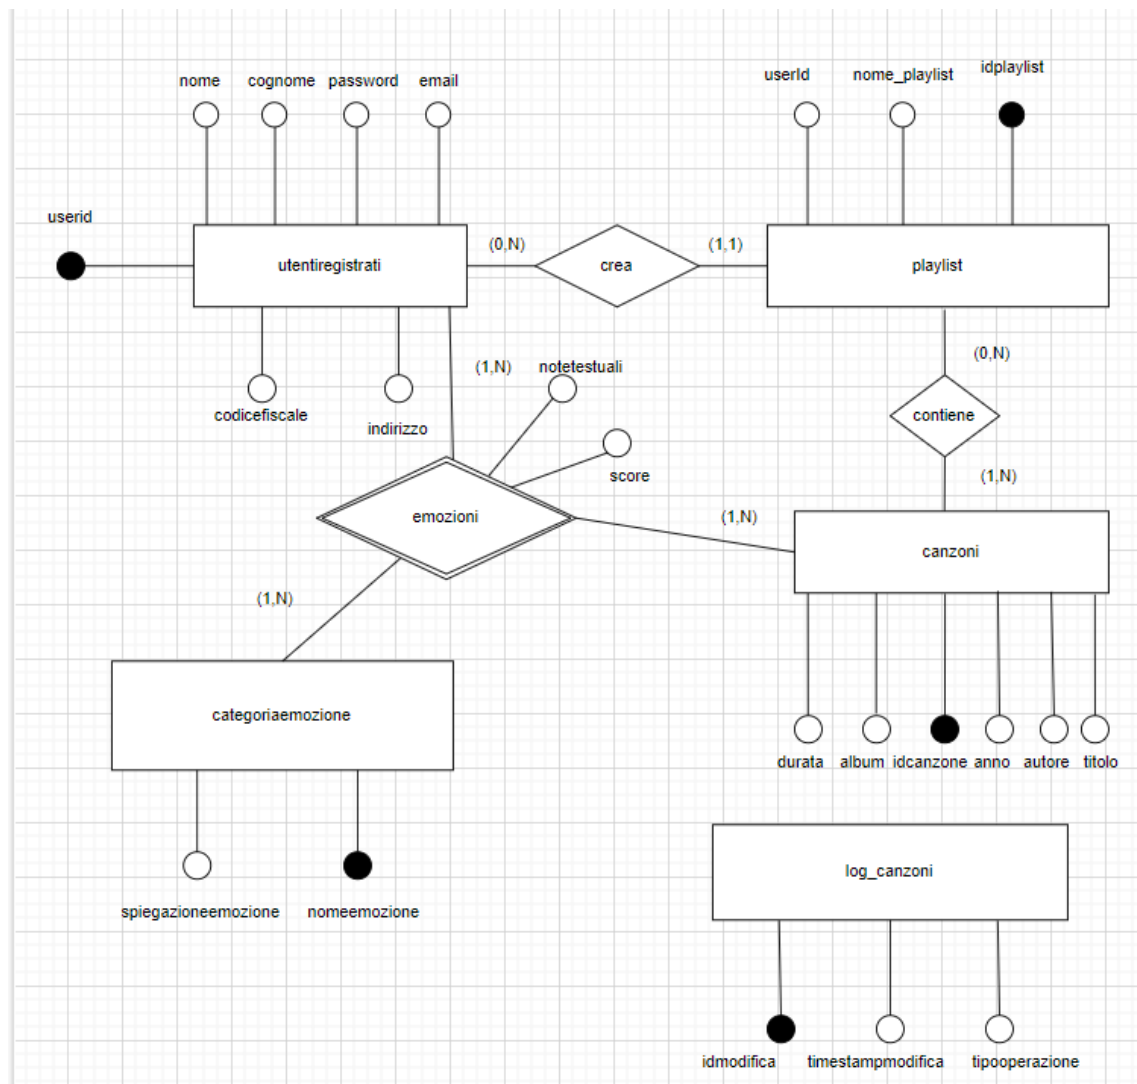 nome
cognome
password
email
userId
nome_playlist
idplaylist
userid
utentiregistrati
(0,N)
crea
(1,1)
playlist
(1,N)
notetestuali
(0,N)
codicefiscale
indirizzo
contiene
score
(1,N)
emozioni
(1,N)
canzoni
(1,N)
categoriaemozione
durata
album
idcanzone
anno
autore
titolo
log_canzoni
spiegazioneemozione
nomeemozione
idmodifica
timestampmodifica
tipooperazione